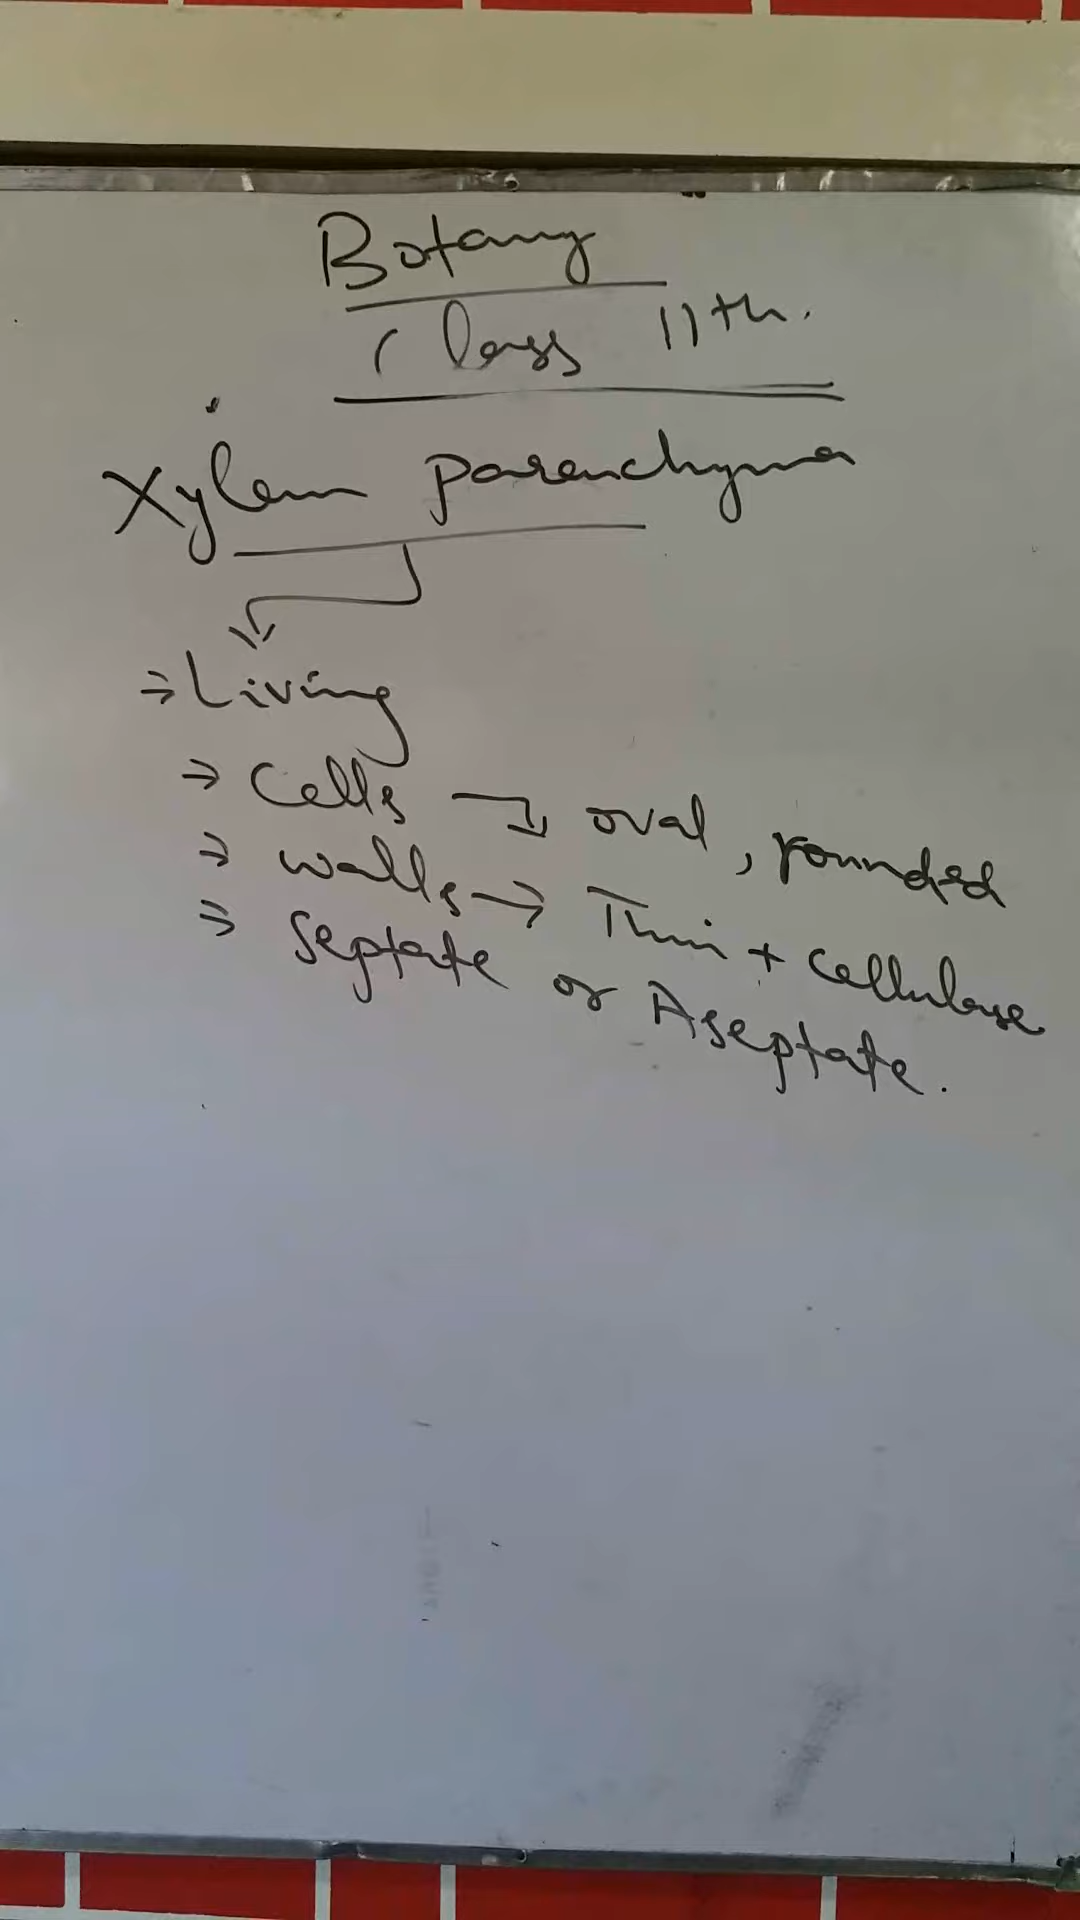 Botany
Class 11th.
Xylem parenchyma
⇒ Living
⇒ Cells → oval, rounded
⇒ walls → Thin + Cellulose
⇒ Septate or Aseptate.